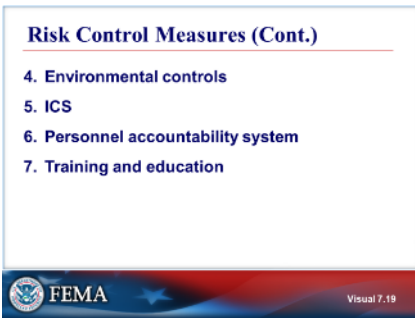 Risk Control Measures (Cont.)
4. Environmental controls
5. ICS
6. Personnel accountability system
7. Training and education
FEMA
Visual 7.19